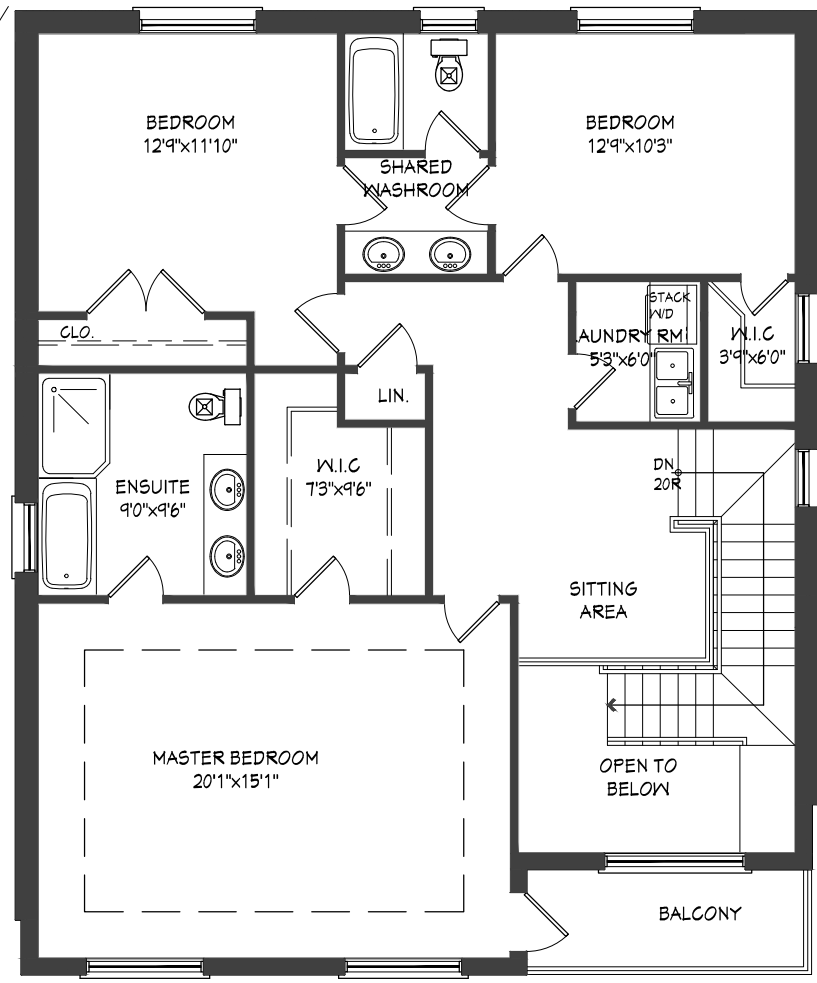 BEDROOM
12'9"x11'10"
SHARED
WASHROOM
BEDROOM
12'9"x10'3"
CLO.
STACK
W/D
LAUNDRY RM
5'3"x6'0"
W.I.C
3'9"x6'0"
LIN.
ENSUITE
9'0"x9'6"
W.I.C
7'3"x9'6"
DN
20R
SITTING
AREA
MASTER BEDROOM
20'1"x15'1"
OPEN TO
BELOW
BALCONY